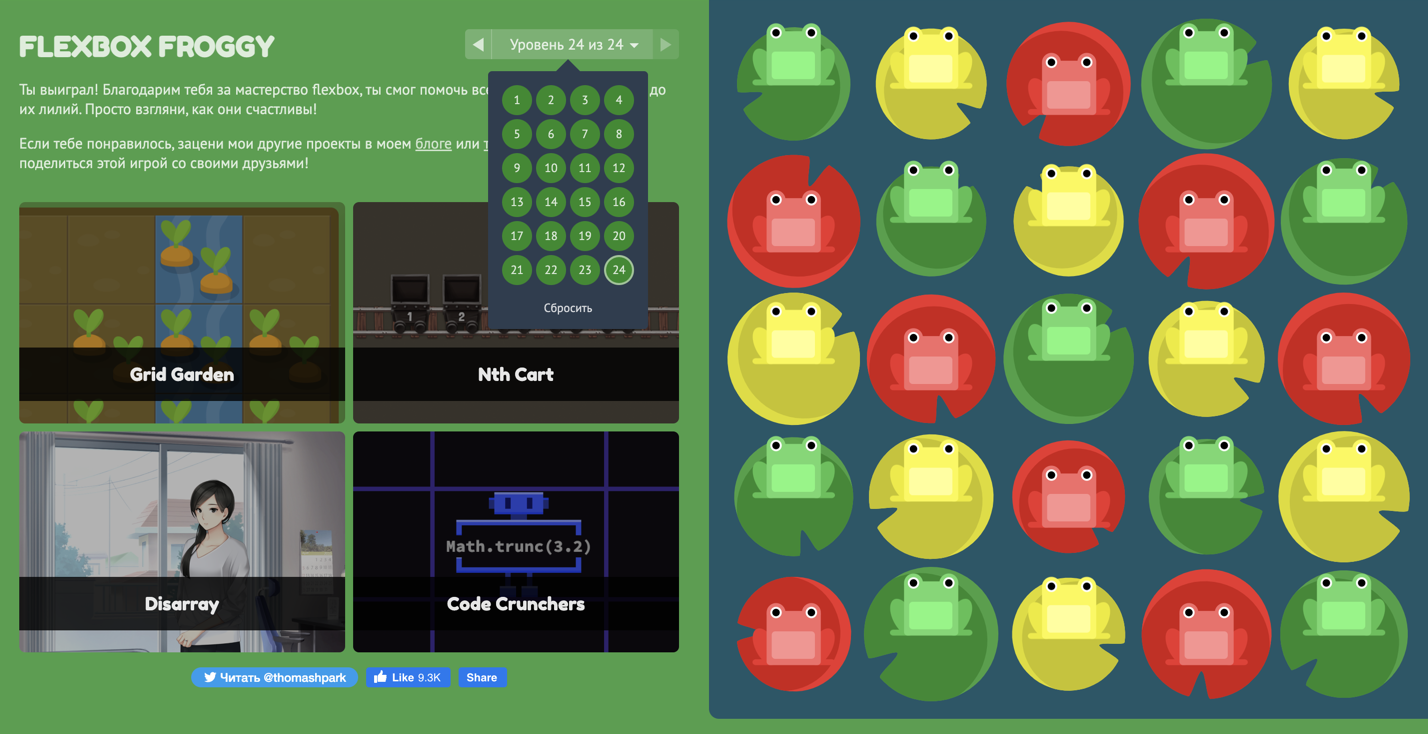 FLEXBOX FROGGY
Уровень 24 из 24
Ты выиграл! Благодарим тебя за мастерство flexbox, ты смог помочь до
их лилий. Просто взгляни, как они счастливы!
Если тебе понравилось, зацени мои другие проекты в моем блоге или
поделиться этой игрой со своими друзьями!
1 2 3 4
5 6 7 8
9 10 11 12
13 14 15 16
17 18 19 20
21 22 23 24
Сбросить
1 2
Grid Garden
Nth Cart
Math.trunc(3.2)
Disarray
Code Crunchers
Читать @thomashpark
Like 9.3K
Share